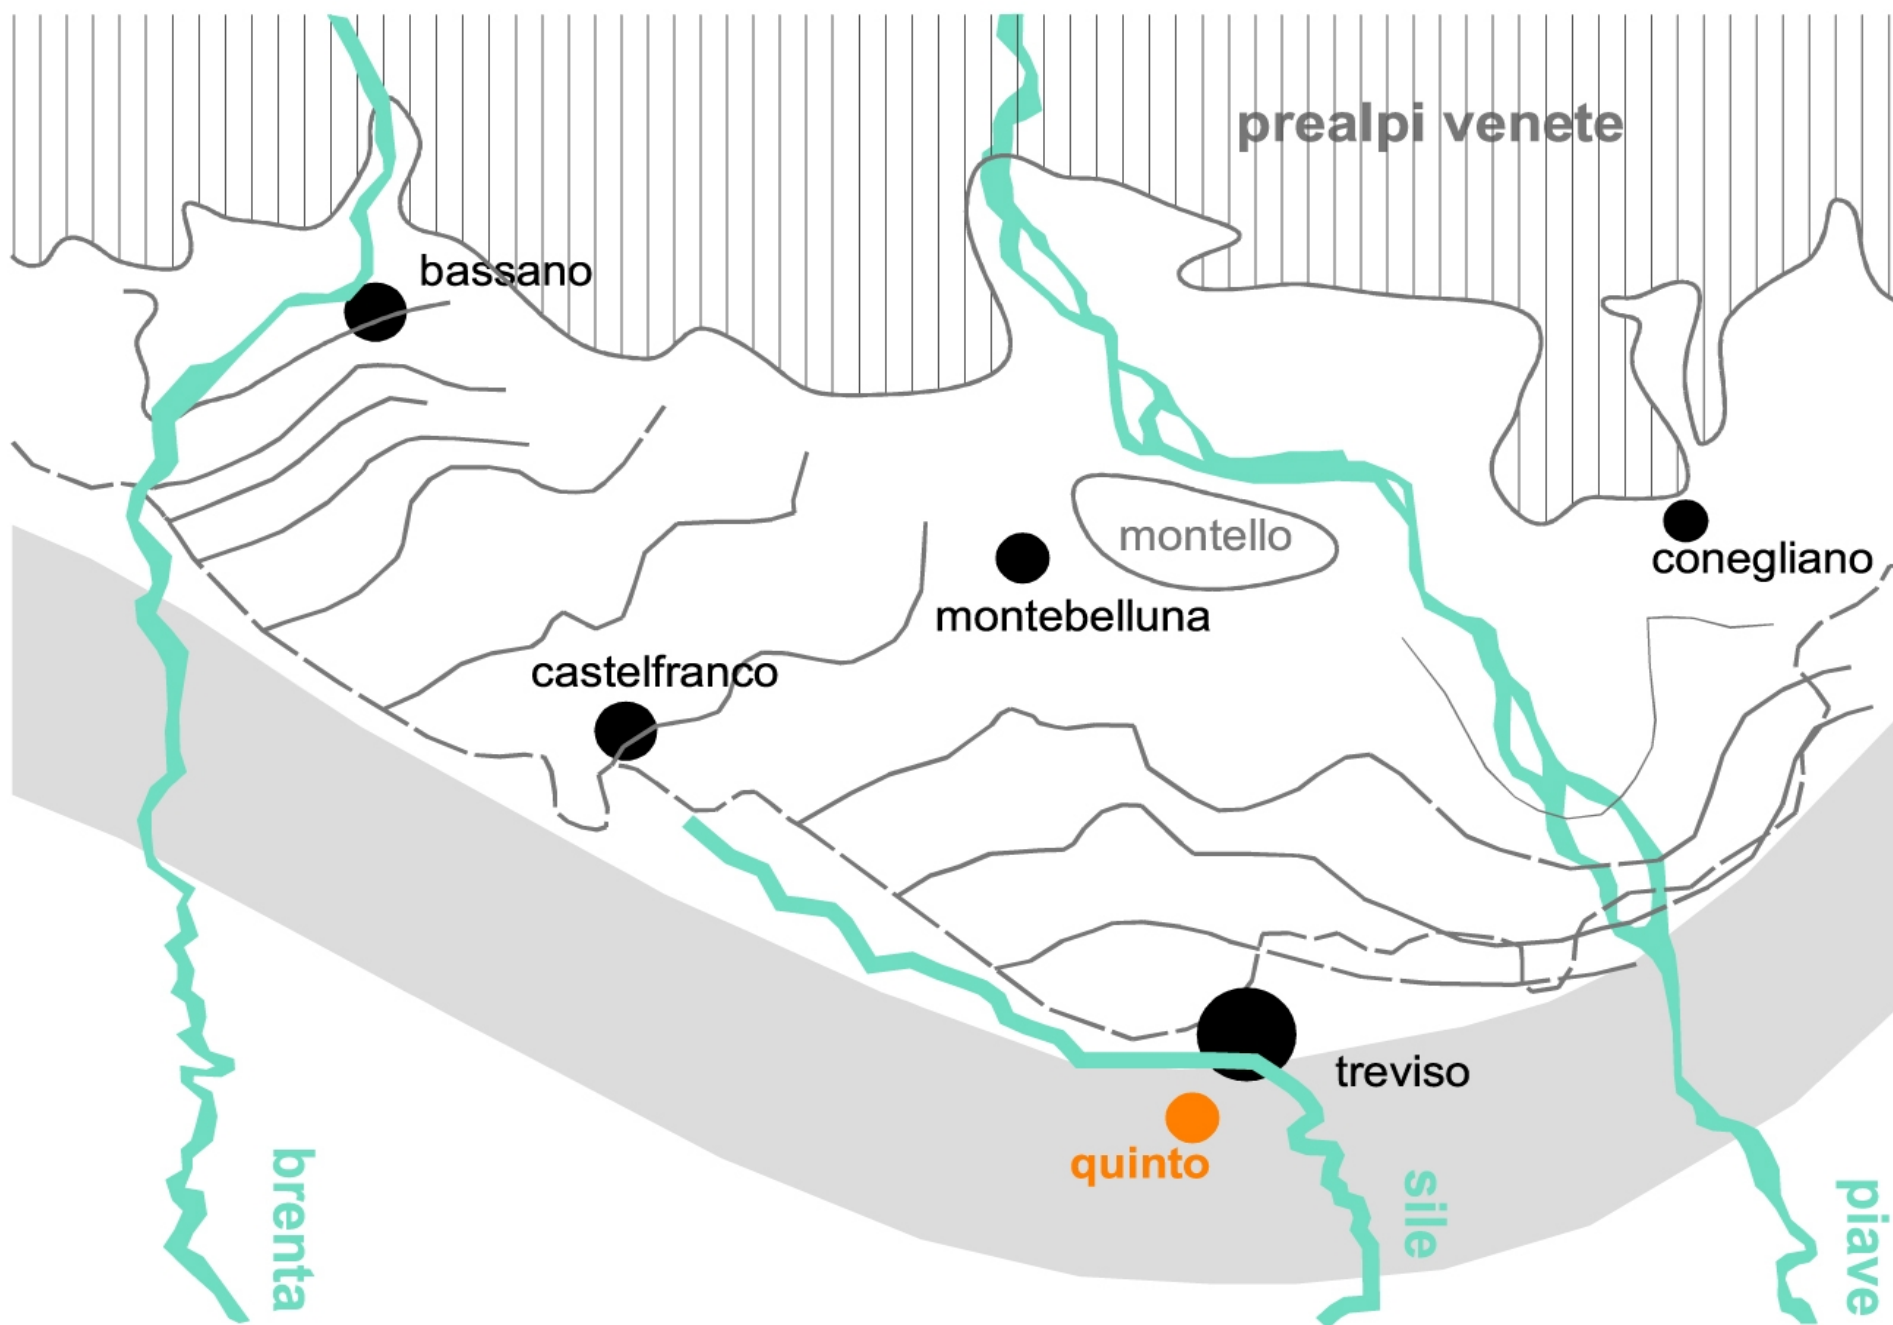 prealpi venete
bassano
montello
conegliano
montebelluna
castelfranco
treviso
quinto
brenta
sile
piave